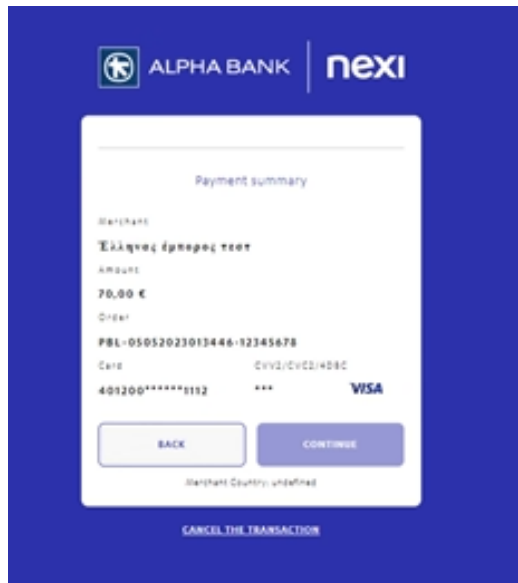 ALPHA BANK nexi
Payment summary
Merchant
Έλληνας έμπορος τεστ
Amount
70,00 €
Order
PBL-05052023013446-12345678
Card CVV2/CVC2/4DBC
401200******1112 *** VISA
BACK CONTINUE
Merchant Country: undefined
CANCEL THE TRANSACTION